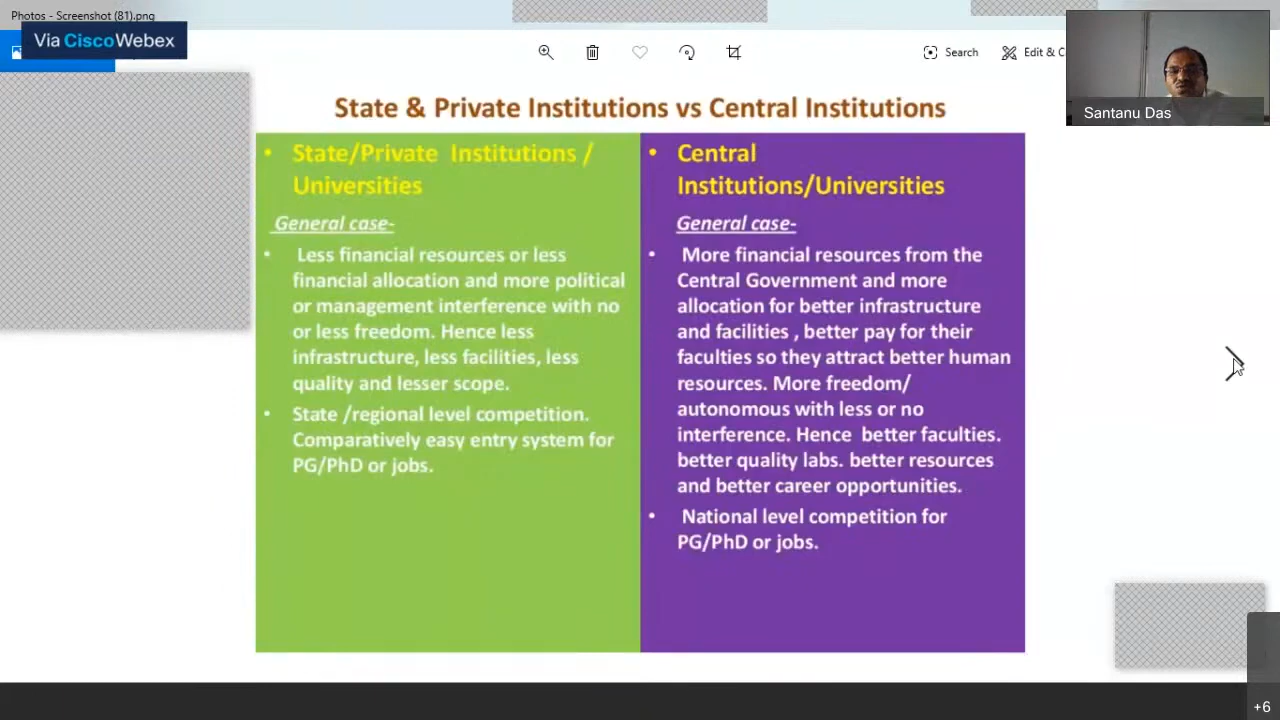 Photos - Screenshot (81).png
Via CiscoWebex
Search
Edit & C
Santanu Das
State & Private Institutions vs Central Institutions
• State/Private Institutions /
Universities
General case-
• Less financial resources or less
financial allocation and more political
or management interference with no
or less freedom. Hence less
infrastructure, less facilities, less
quality and lesser scope.
• State /regional level competition.
Comparatively easy entry system for
PG/PhD or jobs.
• Central
Institutions/Universities
General case-
• More financial resources from the
Central Government and more
allocation for better infrastructure
and facilities , better pay for their
faculties so they attract better human
resources. More freedom/
autonomous with less or no
interference. Hence better faculties.
better quality labs. better resources
and better career opportunities.
• National level competition for
PG/PhD or jobs.
+6